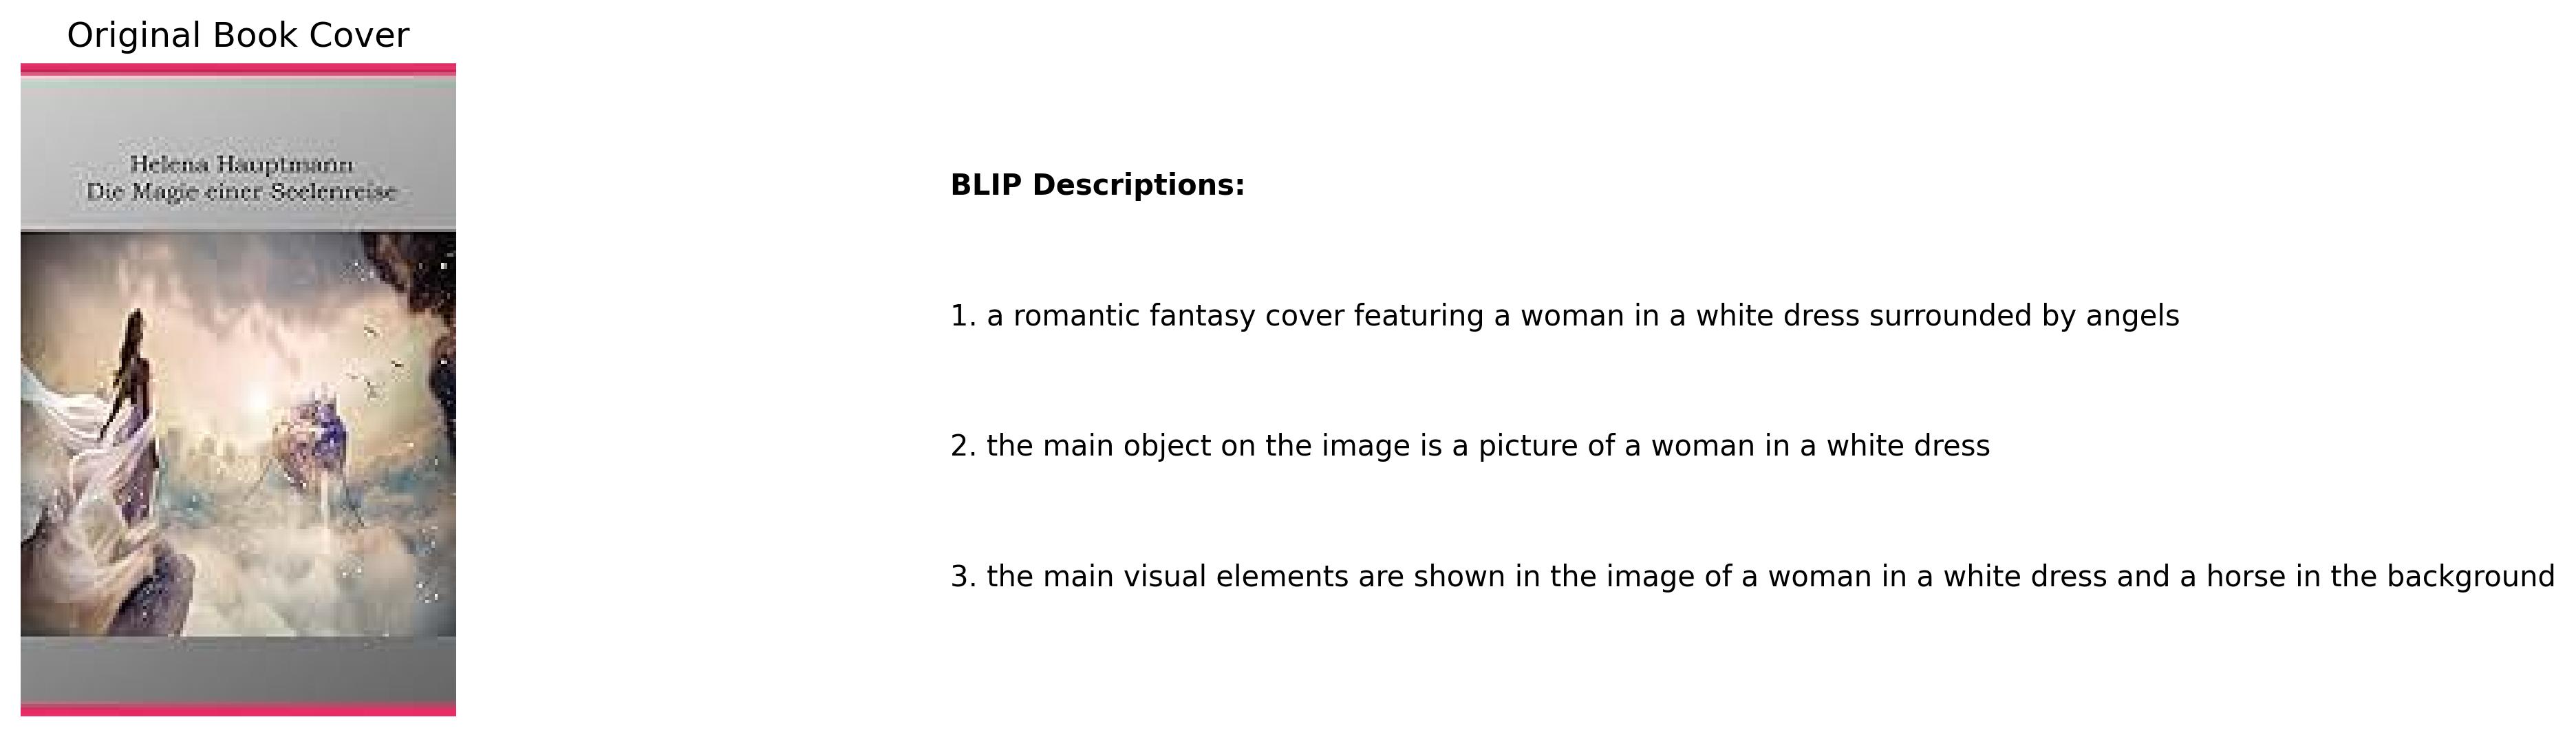 Original Book Cover
Helena Hauptmann
Die Magie einer Seelenreise
BLIP Descriptions:
1. a romantic fantasy cover featuring a woman in a white dress surrounded by angels
2. the main object on the image is a picture of a woman in a white dress
3. the main visual elements are shown in the image of a woman in a white dress and a horse in the background